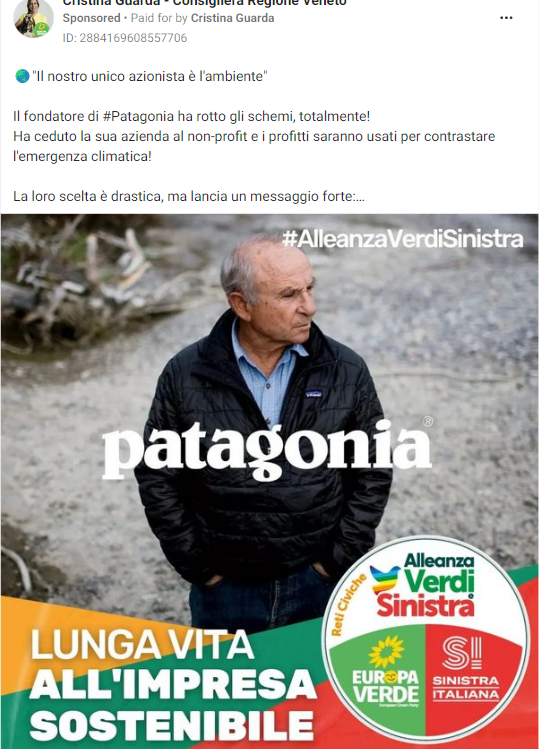 Cristina Guarda - Consigliera Regione Veneto
Sponsored • Paid for by Cristina Guarda
ID: 2884169608557706
"Il nostro unico azionista è l'ambiente"
Il fondatore di #Patagonia ha rotto gli schemi, totalmente!
Ha ceduto la sua azienda al non-profit e i profitti saranno usati per contrastare
l'emergenza climatica!
La loro scelta è drastica, ma lancia un messaggio forte:...
#AlleanzaVerdiSinistra
patagonia®
LUNGA VITA
ALL'IMPRESA
SOSTENIBILE
Reti Civiche
Alleanza
Verdi e
Sinistra
EUROPA
VERDE
European Green Party
SI
SINISTRA
ITALIANA